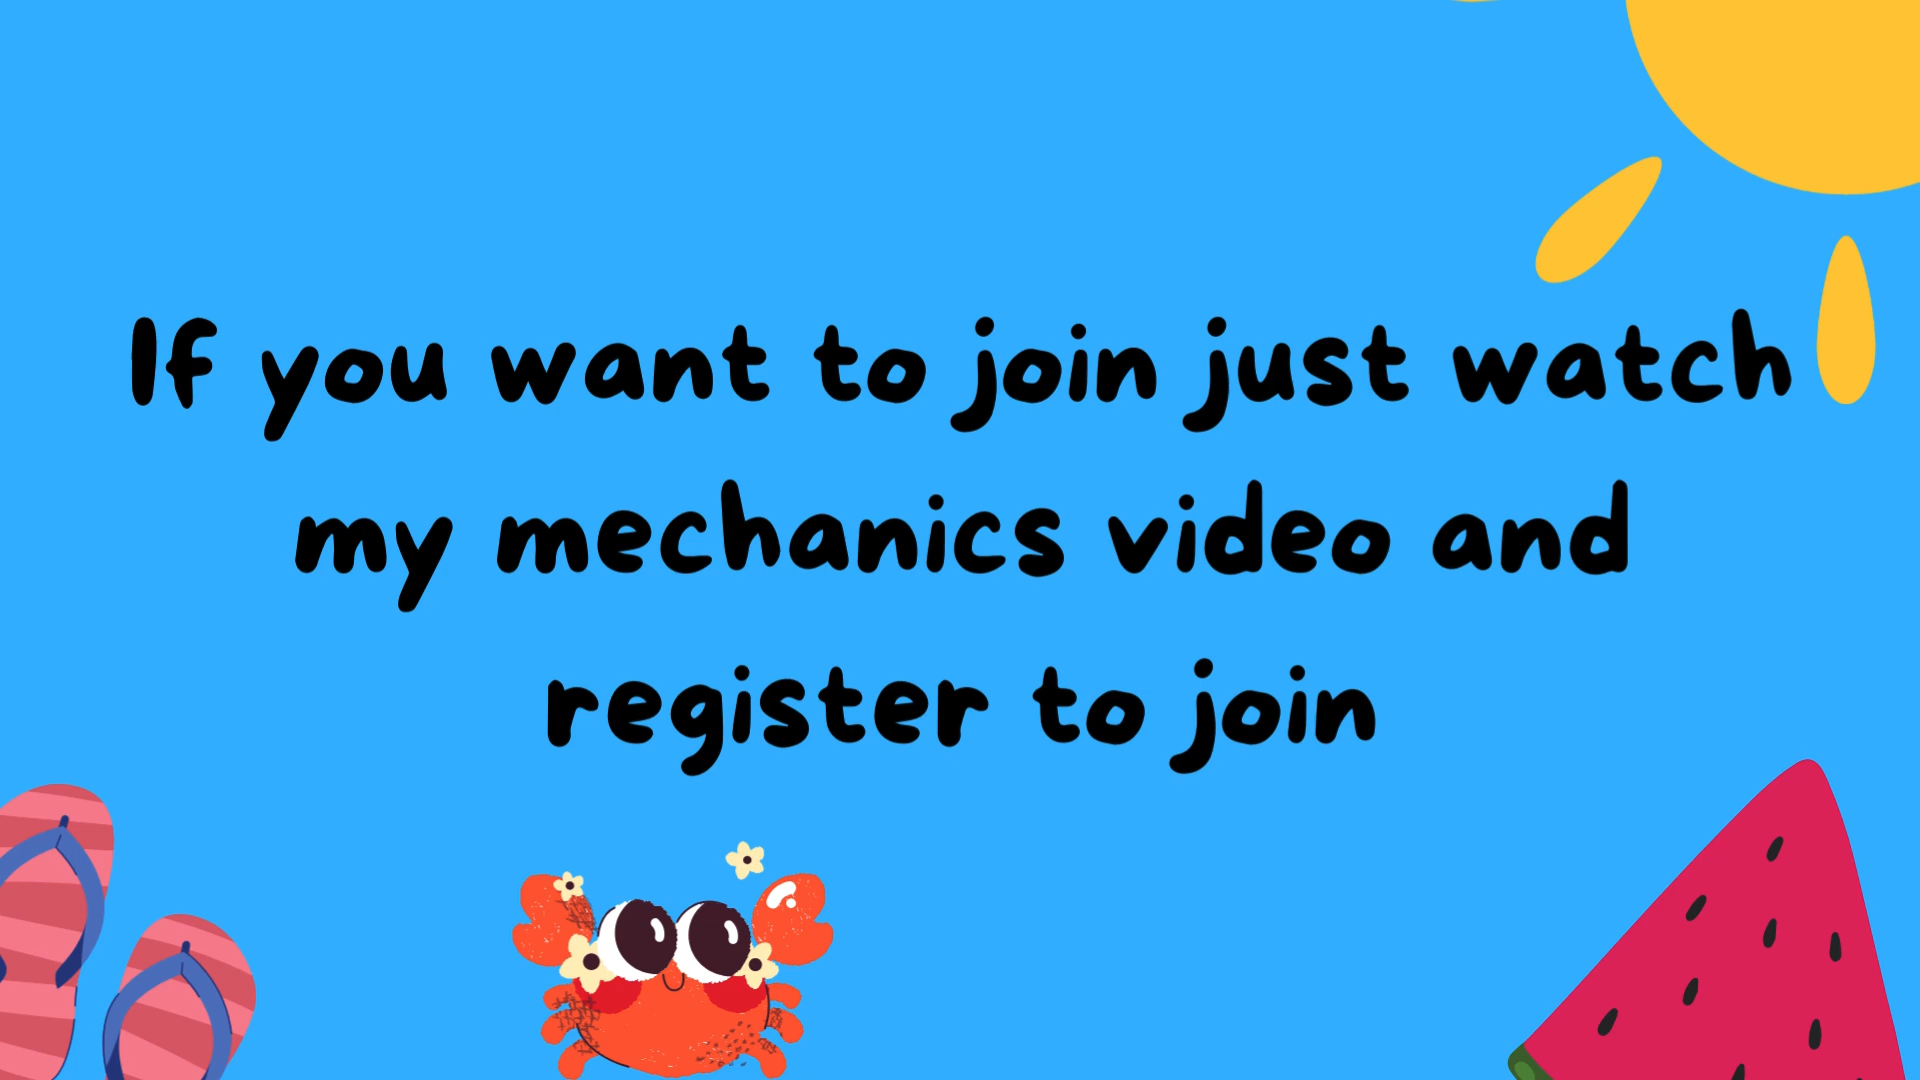 If you want to join just watch
my mechanics video and
register to join